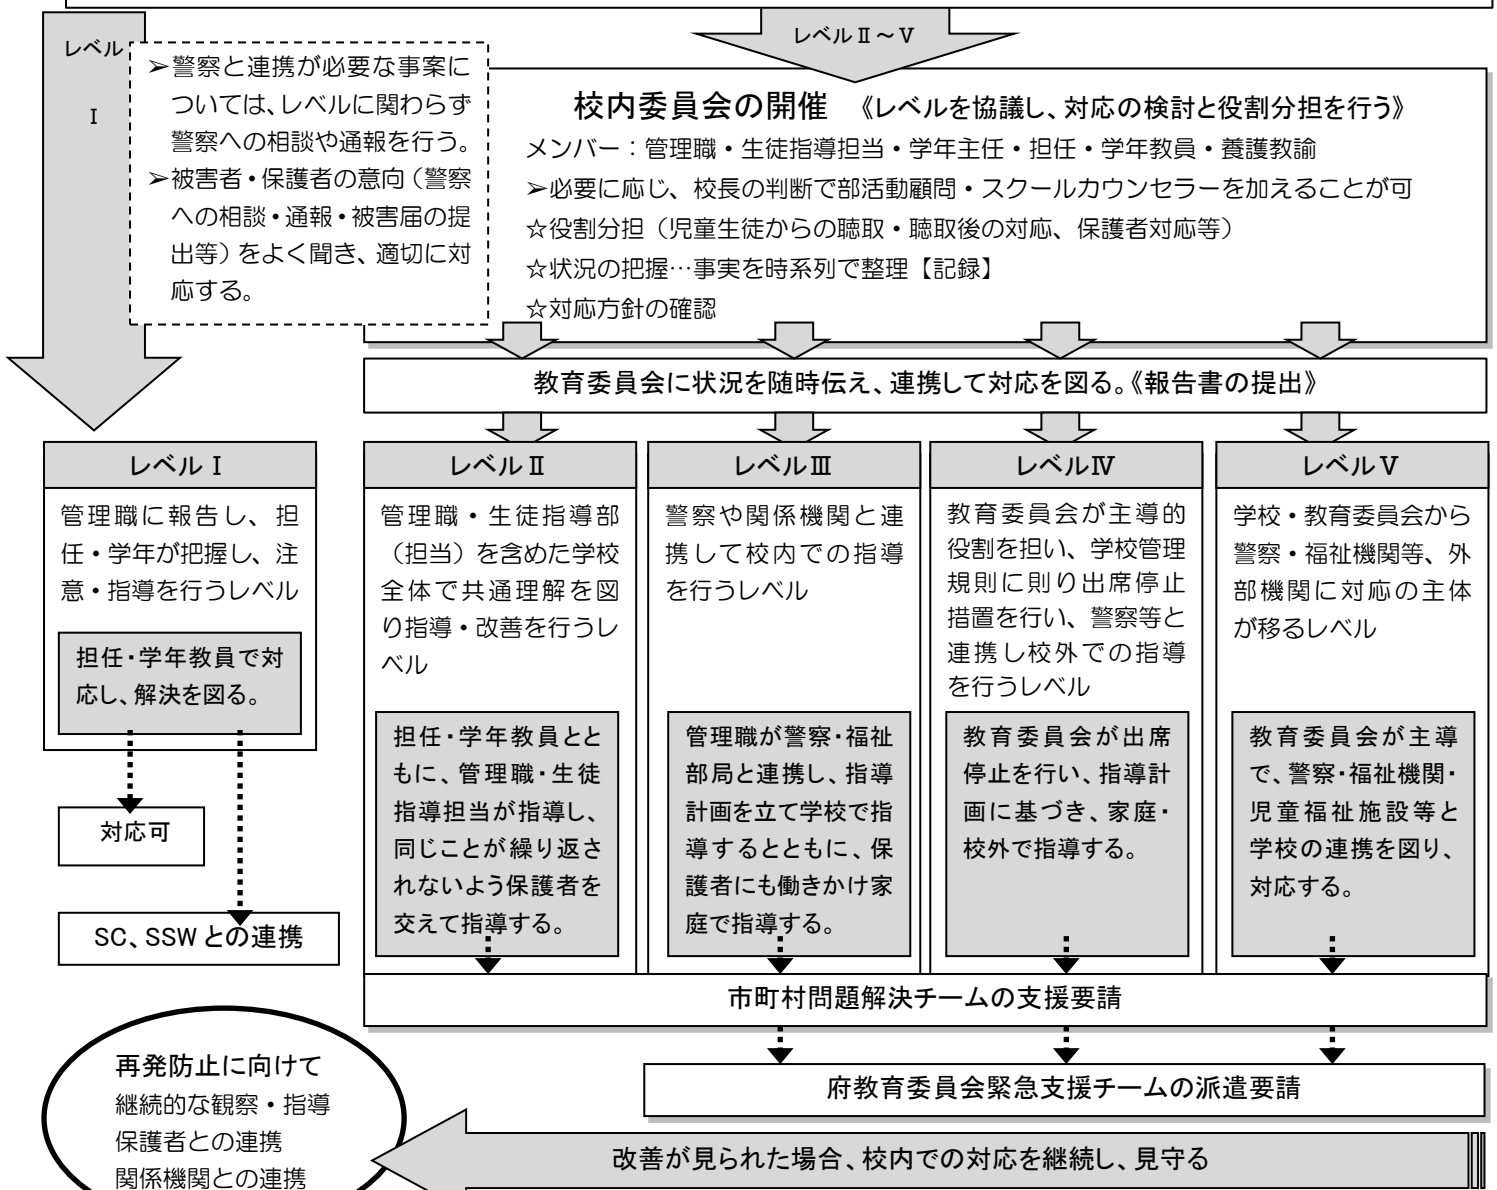 レベル
Ⅰ
➢警察と連携が必要な事案に
ついては、レベルに関わらず
警察への相談や通報を行う。
➢被害者・保護者の意向（警察
への相談・通報・被害届の提
出等）をよく聞き、適切に対
応する。
レベルⅡ～Ⅴ
校内委員会の開催　《レベルを協議し、対応の検討と役割分担を行う》
メンバー：管理職・生徒指導担当・学年主任・担任・学年教員・養護教諭
➢必要に応じ、校長の判断で部活動顧問・スクールカウンセラーを加えることが可
☆役割分担（児童生徒からの聴取・聴取後の対応、保護者対応等）
☆状況の把握…事実を時系列で整理【記録】
☆対応方針の確認
教育委員会に状況を随時伝え、連携して対応を図る。《報告書の提出》
レベルⅠ
管理職に報告し、担
任・学年が把握し、注
意・指導を行うレベル
担任・学年教員で対
応し、解決を図る。
対応可
SC、SSWとの連携
レベルⅡ
管理職・生徒指導部
（担当）を含めた学校
全体で共通理解を図
り指導・改善を行うレ
ベル
担任・学年教員とと
もに、管理職・生徒
指導担当が指導し、
同じことが繰り返さ
れないよう保護者を
交えて指導する。
レベルⅢ
警察や関係機関と連
携して校内での指導
を行うレベル
管理職が警察・福祉
部局と連携し、指導
計画を立て学校で指
導するとともに、保
護者にも働きかけ家
庭で指導する。
レベルⅣ
教育委員会が主導的
役割を担い、学校管理
規則に則り出席停止
措置を行い、警察等と
連携し校外での指導
を行うレベル
教育委員会が出席
停止を行い、指導計
画に基づき、家庭・
校外で指導する。
レベルⅤ
学校・教育委員会から
警察・福祉機関等、外
部機関に対応の主体
が移るレベル
教育委員会が主導
で、警察・福祉機関・
児童福祉施設等と
学校の連携を図り、
対応する。
市町村問題解決チームの支援要請
府教育委員会緊急支援チームの派遣要請
再発防止に向けて
継続的な観察・指導
保護者との連携
関係機関との連携
改善が見られた場合、校内での対応を継続し、見守る